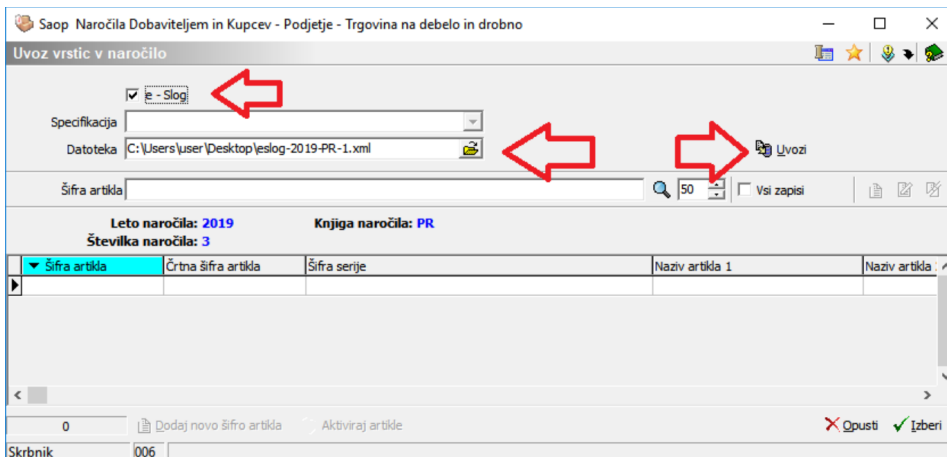 Saop Naročila Dobaviteljem in Kupcev - Podjetje - Trgovina na debelo in drobno
Uvoz vrstic v naročilo
e - Slog
Specifikacija
Datoteka C:\Users\user\Desktop\eslog-2019-PR-1.xml Uvozi
Šifra artikla 50 Vsi zapisi
Leto naročila: 2019 Knjiga naročila: PR
Številka naročila: 3
Šifra artikla Črtna šifra artikla Šifra serije Naziv artikla 1 Naziv artikla
0 Dodaj novo šifro artikla Aktiviraj artikle Opusti Izberi
Skrbnik 006